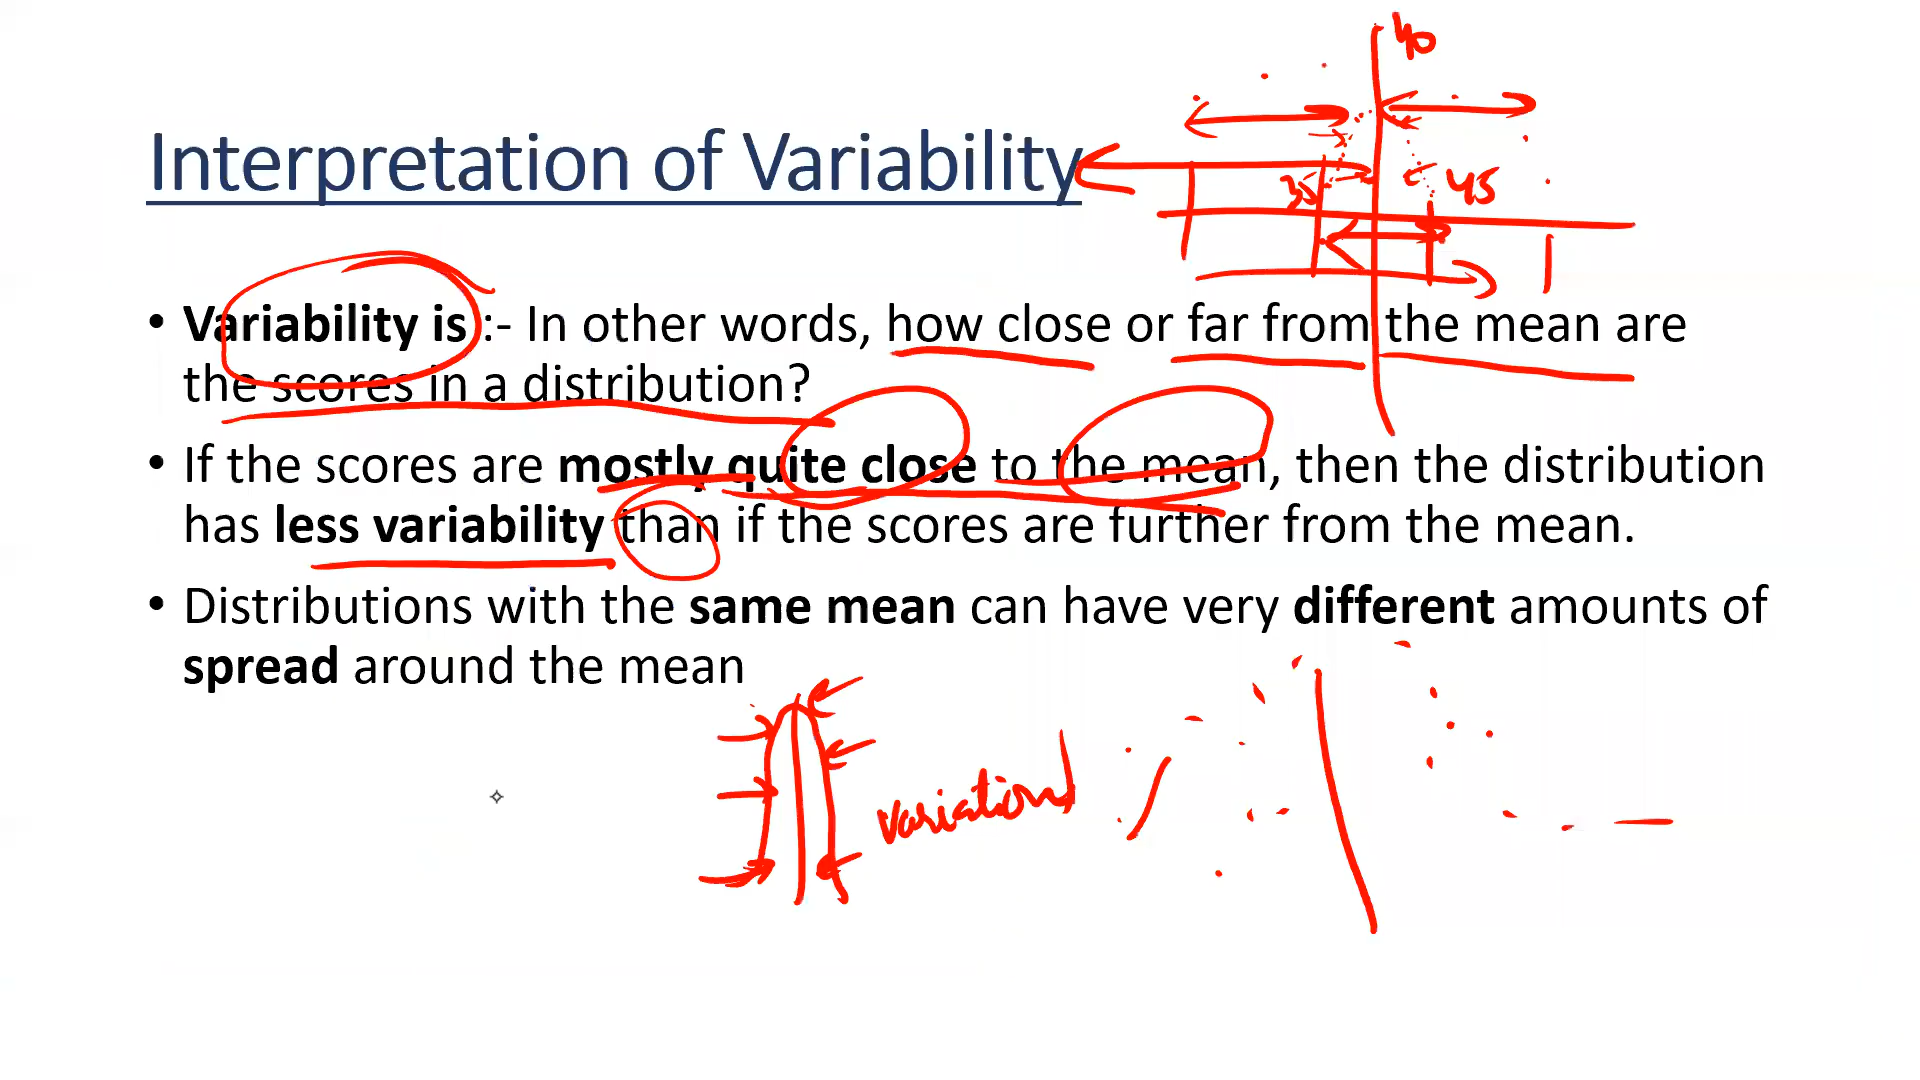 40
Interpretation of Variability
35 45
• Variability is :- In other words, how close or far from the mean are
the scores in a distribution?
• If the scores are mostly quite close to the mean, then the distribution
has less variability than if the scores are further from the mean.
• Distributions with the same mean can have very different amounts of
spread around the mean
variation